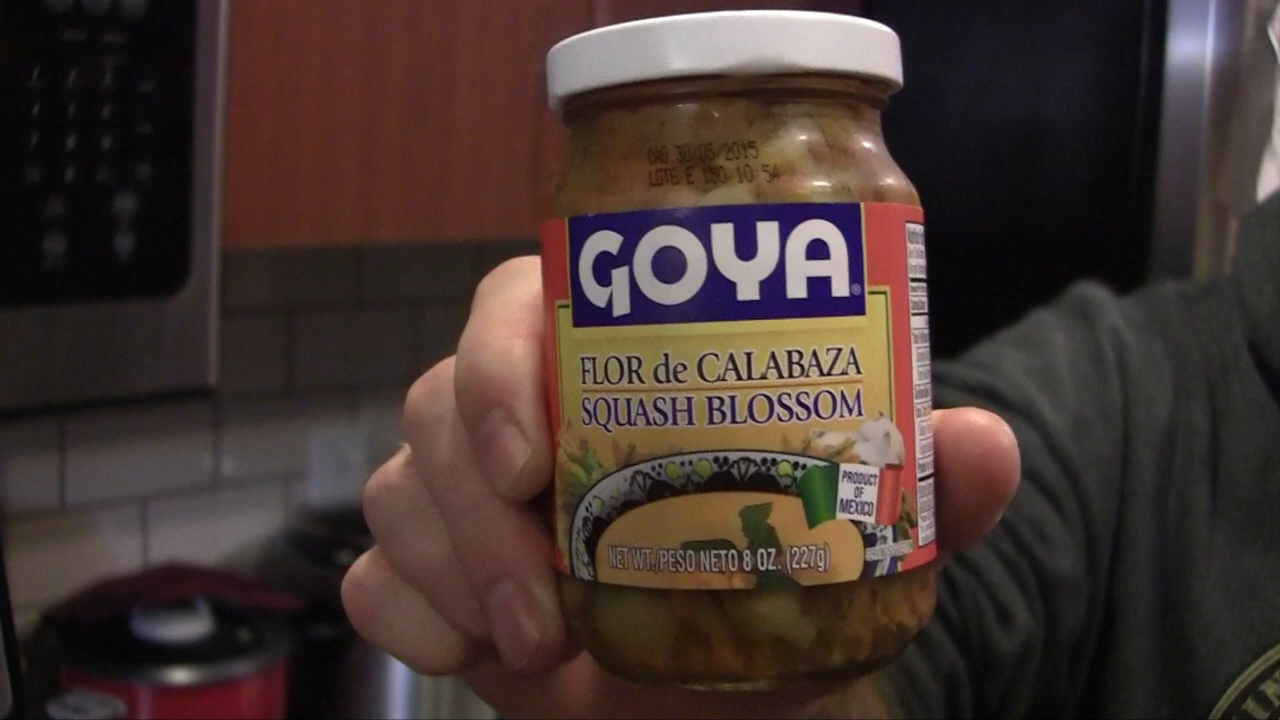 CAD 30/05/2015
LOTE E 10:54
GOYA®
FLOR de CALABAZA
SQUASH BLOSSOM
PRODUCT
OF
MEXICO
NET WT./PESO NETO 8 OZ. (227g)